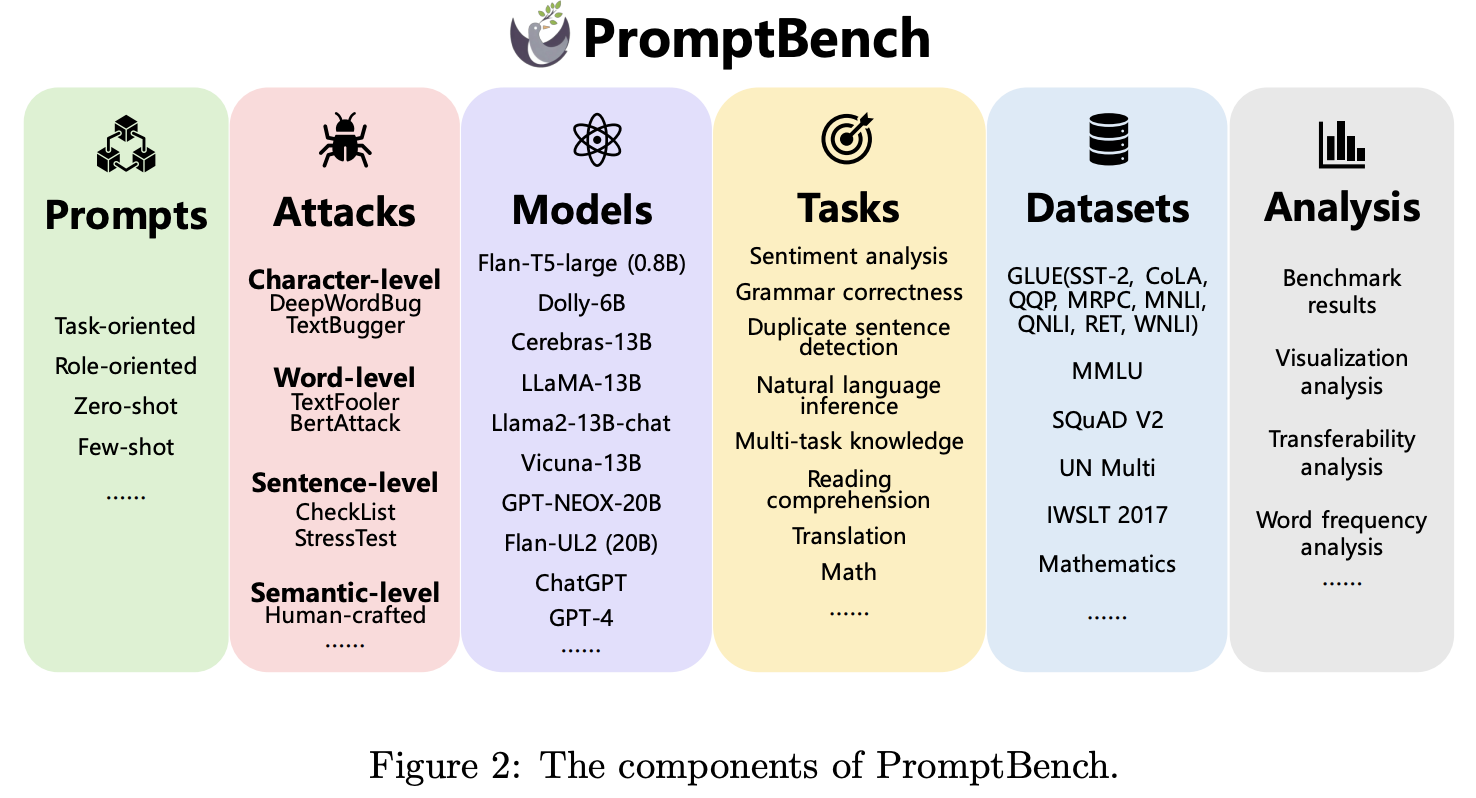 PromptBench
Prompts
Task-oriented
Role-oriented
Zero-shot
Few-shot
......
Attacks
Character-level
DeepWordBug
TextBugger
Word-level
TextFooler
BertAttack
Sentence-level
CheckList
StressTest
Semantic-level
Human-crafted
......
Models
Flan-T5-large (0.8B)
Dolly-6B
Cerebras-13B
LLaMA-13B
Llama2-13B-chat
Vicuna-13B
GPT-NEOX-20B
Flan-UL2 (20B)
ChatGPT
GPT-4
......
Tasks
Sentiment analysis
Grammar correctness
Duplicate sentence
detection
Natural language
inference
Multi-task knowledge
Reading
comprehension
Translation
Math
......
Datasets
GLUE(SST-2, CoLA,
QQP, MRPC, MNLI,
QNLI, RET, WNLI)
MMLU
SQuAD V2
UN Multi
IWSLT 2017
Mathematics
......
Analysis
Benchmark
results
Visualization
analysis
Transferability
analysis
Word frequency
analysis
......
Figure 2: The components of PromptBench.